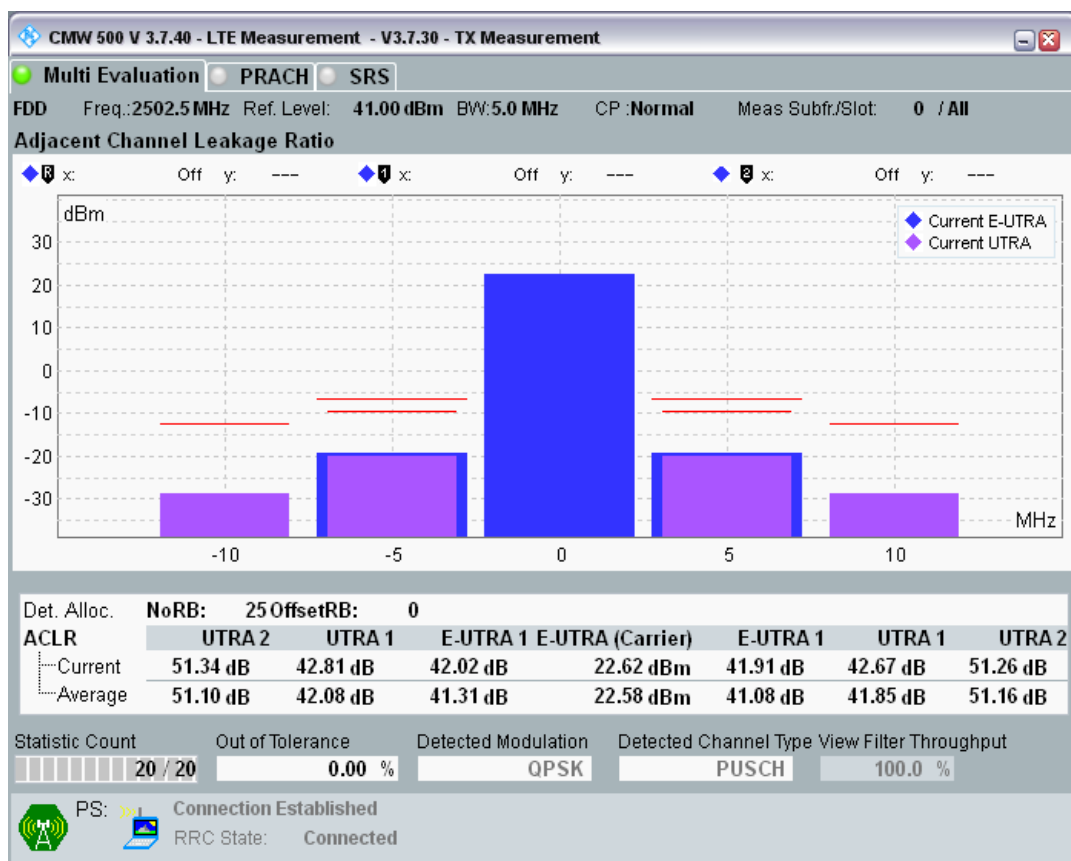 CMW 500 V 3.7.40 - LTE Measurement - V3.7.30 - TX Measurement
Multi Evaluation PRACH SRS
FDD Freq.:2502.5 MHz Ref. Level: 41.00 dBm BW:5.0 MHz CP :Normal Meas Subfr./Slot: 0 / All
Adjacent Channel Leakage Ratio
R x: Off y: --- 1 x: Off y: --- 2 x: Off y: ---
dBm
Current E-UTRA
Current UTRA
30
20
10
0
-10
-20
-30
MHz
-10 -5 0 5 10
Det. Alloc. NoRB: 25 OffsetRB: 0
ACLR UTRA 2 UTRA 1 E-UTRA 1 E-UTRA (Carrier) E-UTRA 1 UTRA 1 UTRA 2
Current 51.34 dB 42.81 dB 42.02 dB 22.62 dBm 41.91 dB 42.67 dB 51.26 dB
Average 51.10 dB 42.08 dB 41.31 dB 22.58 dBm 41.08 dB 41.85 dB 51.16 dB
Statistic Count Out of Tolerance Detected Modulation Detected Channel Type View Filter Throughput
20 / 20 0.00 % QPSK PUSCH 100.0 %
PS: Connection Established
RRC State: Connected